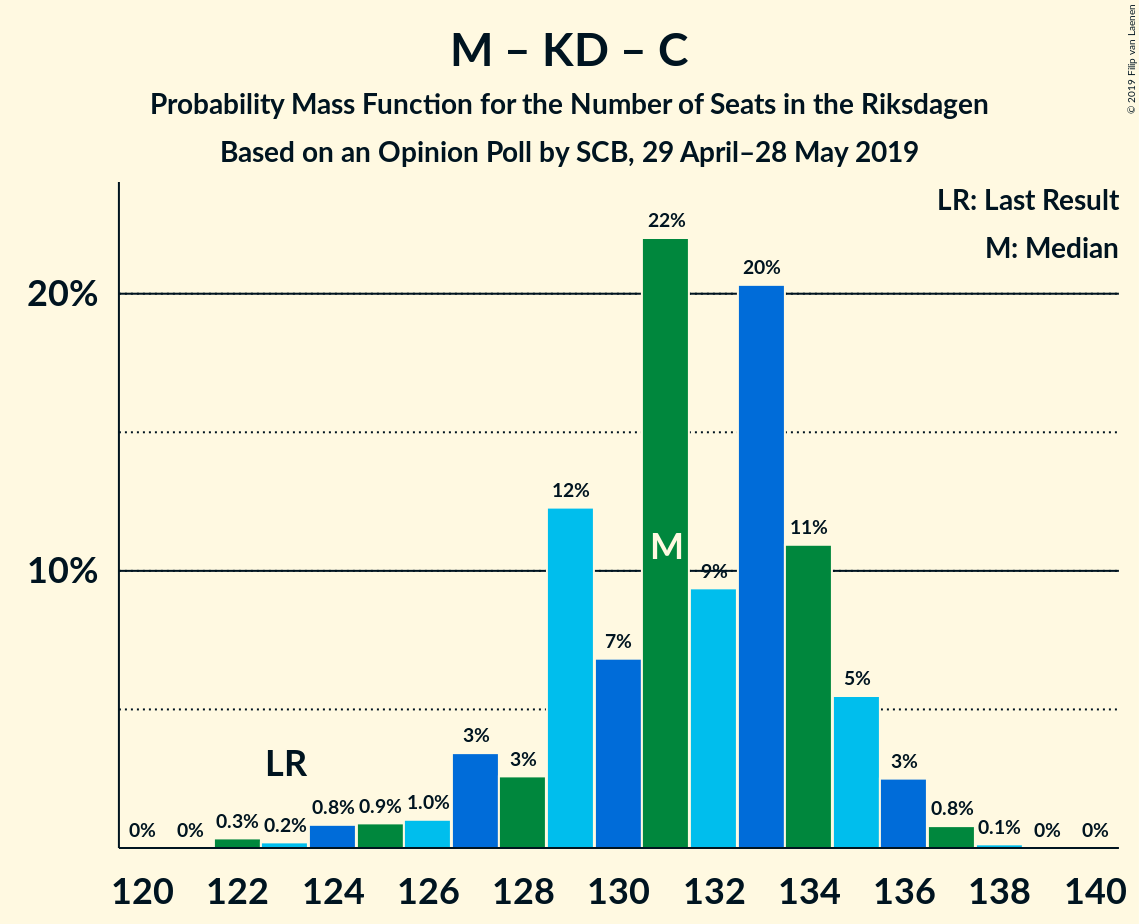 M – KD – C
Probability Mass Function for the Number of Seats in the Riksdagen
Based on an Opinion Poll by SCB, 29 April–28 May 2019
© 2019 Filip van Laenen
LR: Last Result
M: Median
20%
10%
0%
0%
0.3%
0.2%
LR
0.8%
0.9%
1.0%
3%
3%
12%
7%
22%
M
9%
20%
11%
5%
3%
0.8%
0.1%
0%
0%
120 122 124 126 128 130 132 134 136 138 140